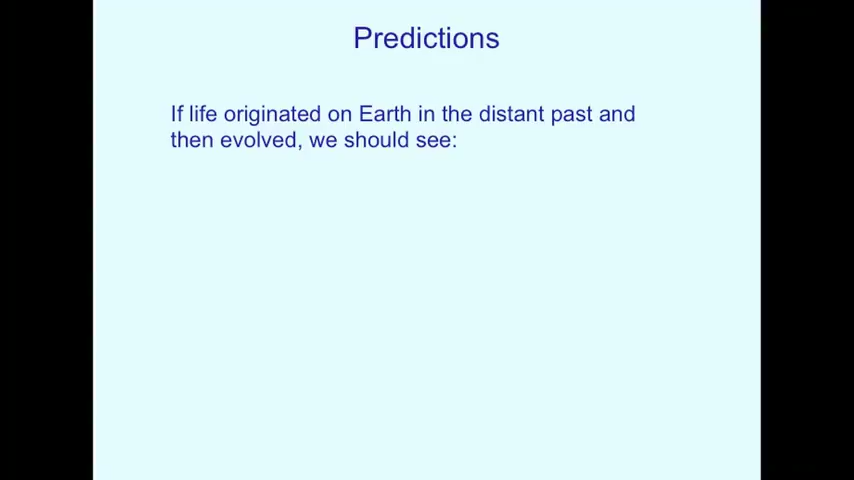 Predictions
If life originated on Earth in the distant past and
then evolved, we should see: